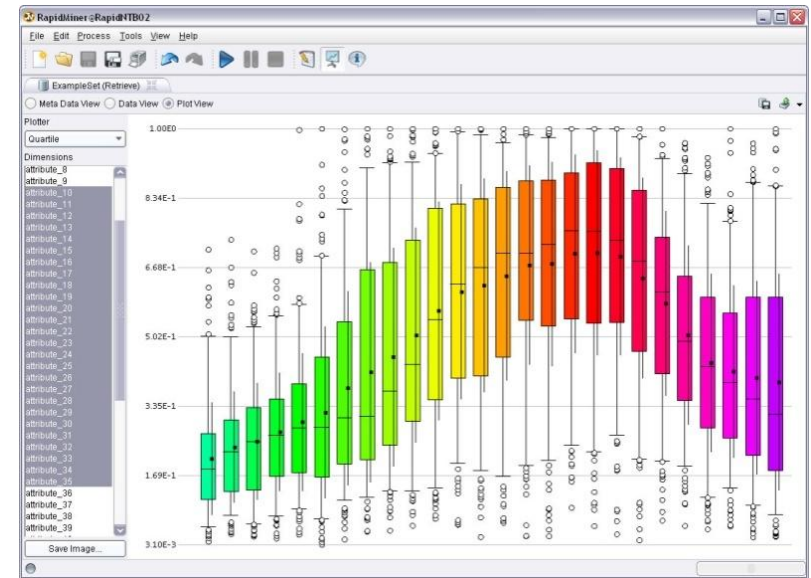 RapidMiner@RapidNTB02
File Edit Process Tools View Help
ExampleSet (Retrieve)
Meta Data View Data View Plot View
Plotter
Quartile
Dimensions
attribute_8
attribute_9
attribute_10
attribute_11
attribute_12
attribute_13
attribute_14
attribute_15
attribute_16
attribute_17
attribute_18
attribute_19
attribute_20
attribute_21
attribute_22
attribute_23
attribute_24
attribute_25
attribute_26
attribute_27
attribute_28
attribute_29
attribute_30
attribute_31
attribute_32
attribute_33
attribute_34
attribute_35
attribute_36
attribute_37
attribute_38
attribute_39
Save Image...
1.00E0
8.34E-1
6.68E-1
5.02E-1
3.35E-1
1.69E-1
3.10E-3